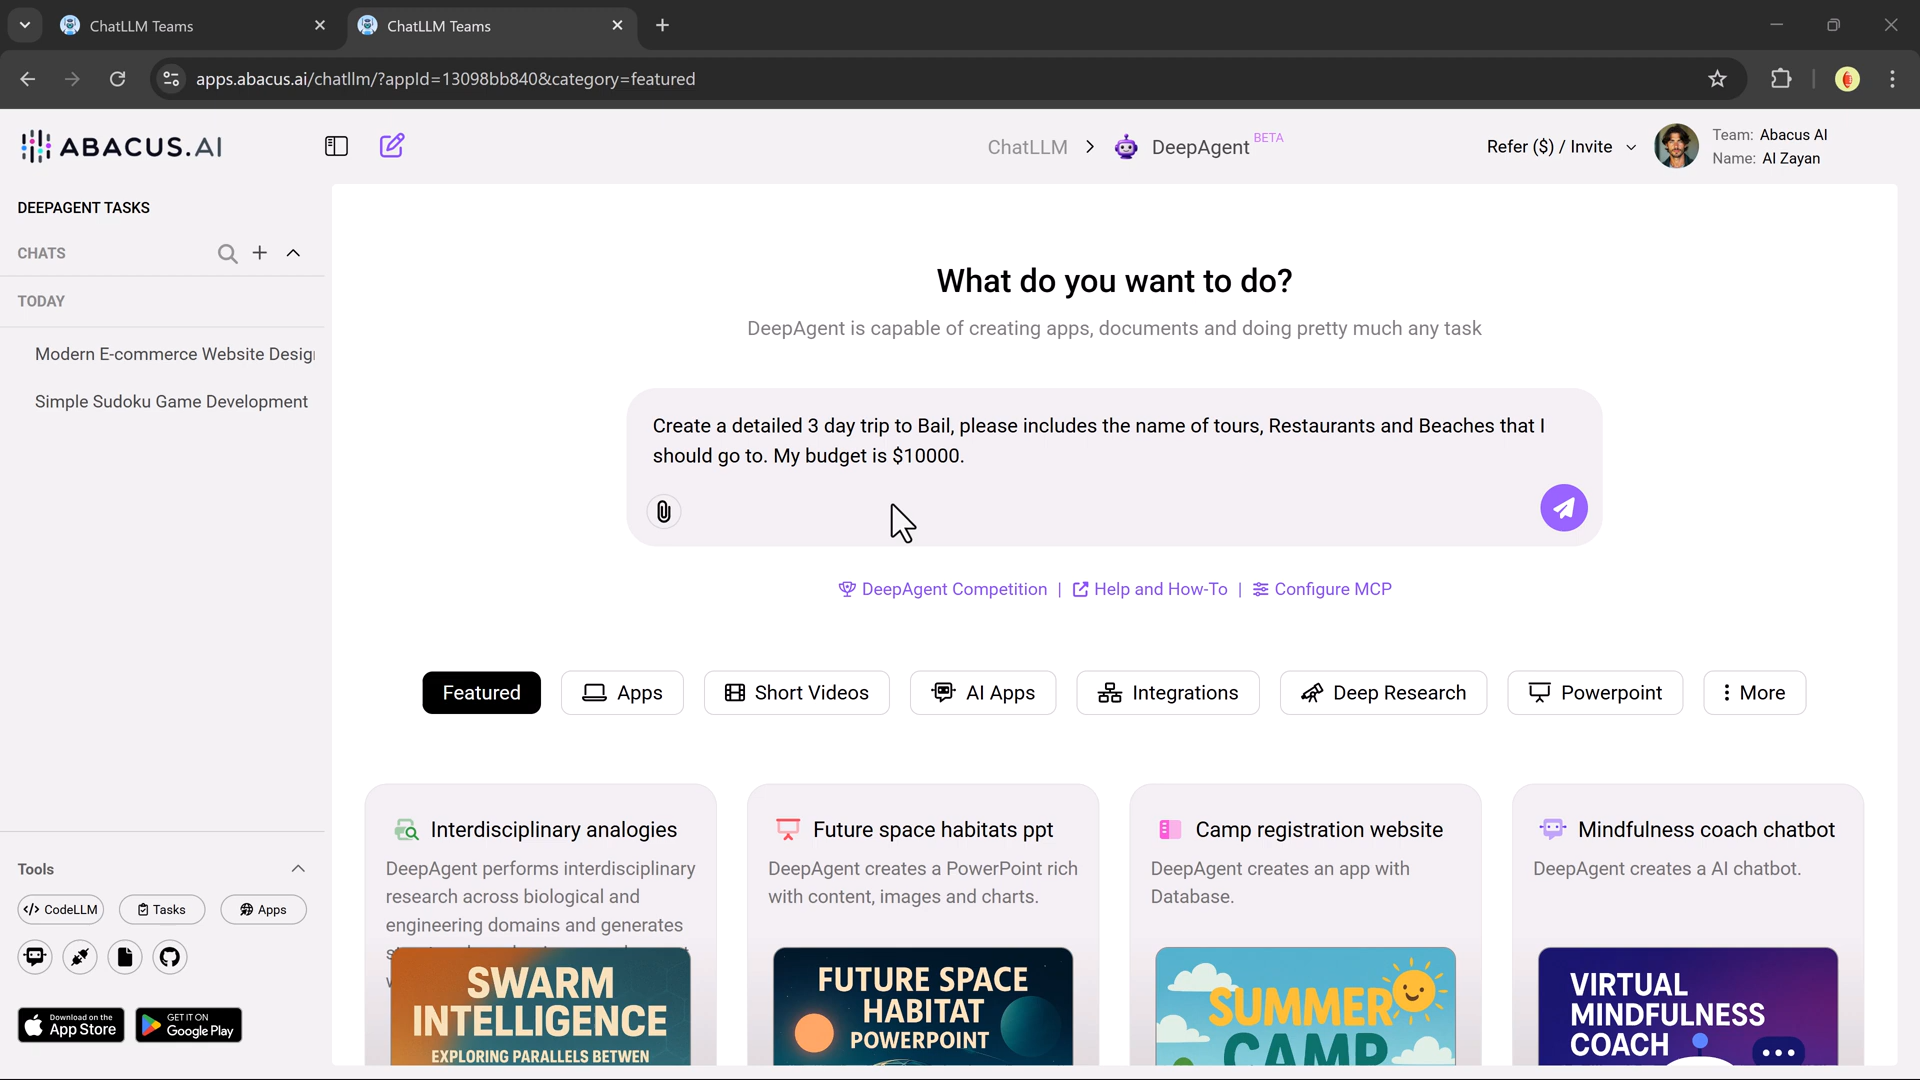 ChatLLM Teams
ChatLLM Teams
apps.abacus.ai/chatllm/?appId=13098bb840&category=featured
ABACUS.AI
ChatLLM
DeepAgent BETA
Refer ($) / Invite
Team: Abacus AI
Name: Al Zayan
DEEPAGENT TASKS
CHATS
TODAY
Modern E-commerce Website Desig
Simple Sudoku Game Development
What do you want to do?
DeepAgent is capable of creating apps, documents and doing pretty much any task
Create a detailed 3 day trip to Bail, please includes the name of tours, Restaurants and Beaches that I
should go to. My budget is $10000.
DeepAgent Competition | Help and How-To | Configure MCP
Featured
Apps
Short Videos
AI Apps
Integrations
Deep Research
Powerpoint
More
Interdisciplinary analogies
DeepAgent performs interdisciplinary
research across biological and
engineering domains and generates
SWARM
INTELLIGENCE
EXPLORING PARALLELS BETWEN
Future space habitats ppt
DeepAgent creates a PowerPoint rich
with content, images and charts.
FUTURE SPACE
HABITAT
POWERPOINT
Camp registration website
DeepAgent creates an app with
Database.
SUMMER
CAMP
Mindfulness coach chatbot
DeepAgent creates a AI chatbot.
VIRTUAL
MINDFULNESS
COACH
Tools
</> CodeLLM
Tasks
Apps
Download on the
App Store
GET IT ON
Google Play